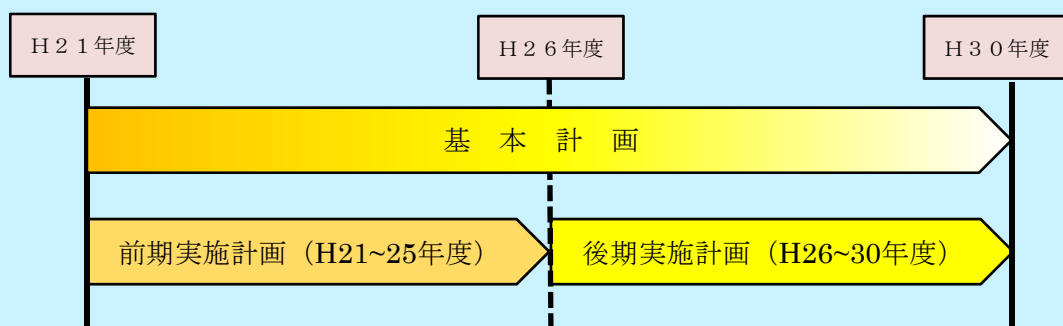 Ｈ２１年度
Ｈ２６年度
Ｈ３０年度
基　本　計　画
前期実施計画（H21~25年度）
後期実施計画（H26~30年度）